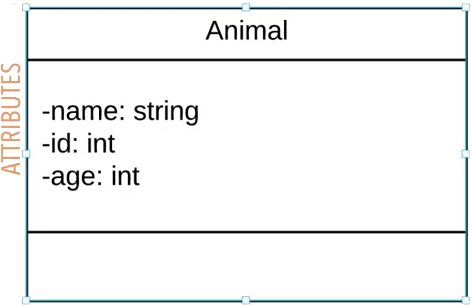 Animal
ATTRIBUTES
-name: string
-id: int
-age: int